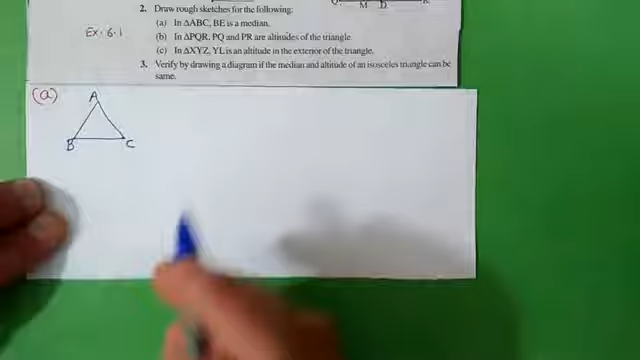 2. Draw rough sketches for the following:
Q M D R
(a) In ΔABC, BE is a median.
Ex. 6.1
(b) In ΔPQR, PQ and PR are altitudes of the triangle.
(c) In ΔXYZ, YL is an altitude in the exterior of the triangle.
3. Verify by drawing a diagram if the median and altitude of an isosceles triangle can be
same.
(a)
A
B C